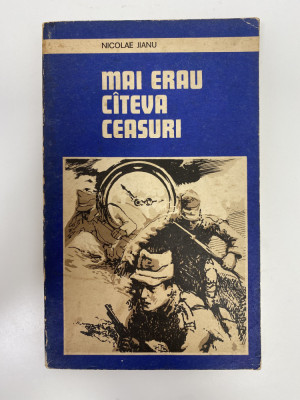 NICOLAE JIANU
MAI ERAU
CÎTEVA
CEASURI